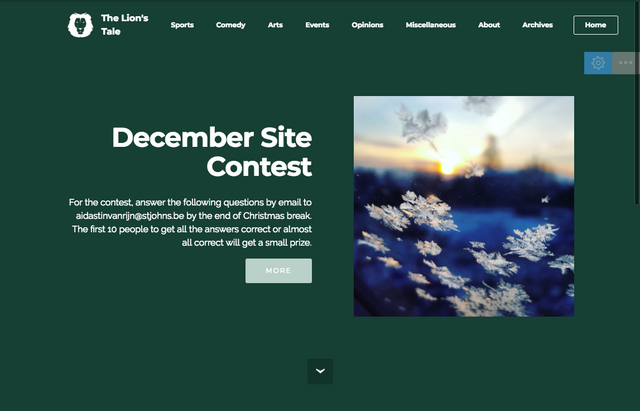 The Lion's
Tale
Sports
Comedy
Arts
Events
Opinions
Miscellaneous
About
Archives
Home
December Site
Contest
For the contest, answer the following questions by email to
aidastinvanrijn@stjohns.be by the end of Christmas break.
The first 10 people to get all the answers correct or almost
all correct will get a small prize.
MORE